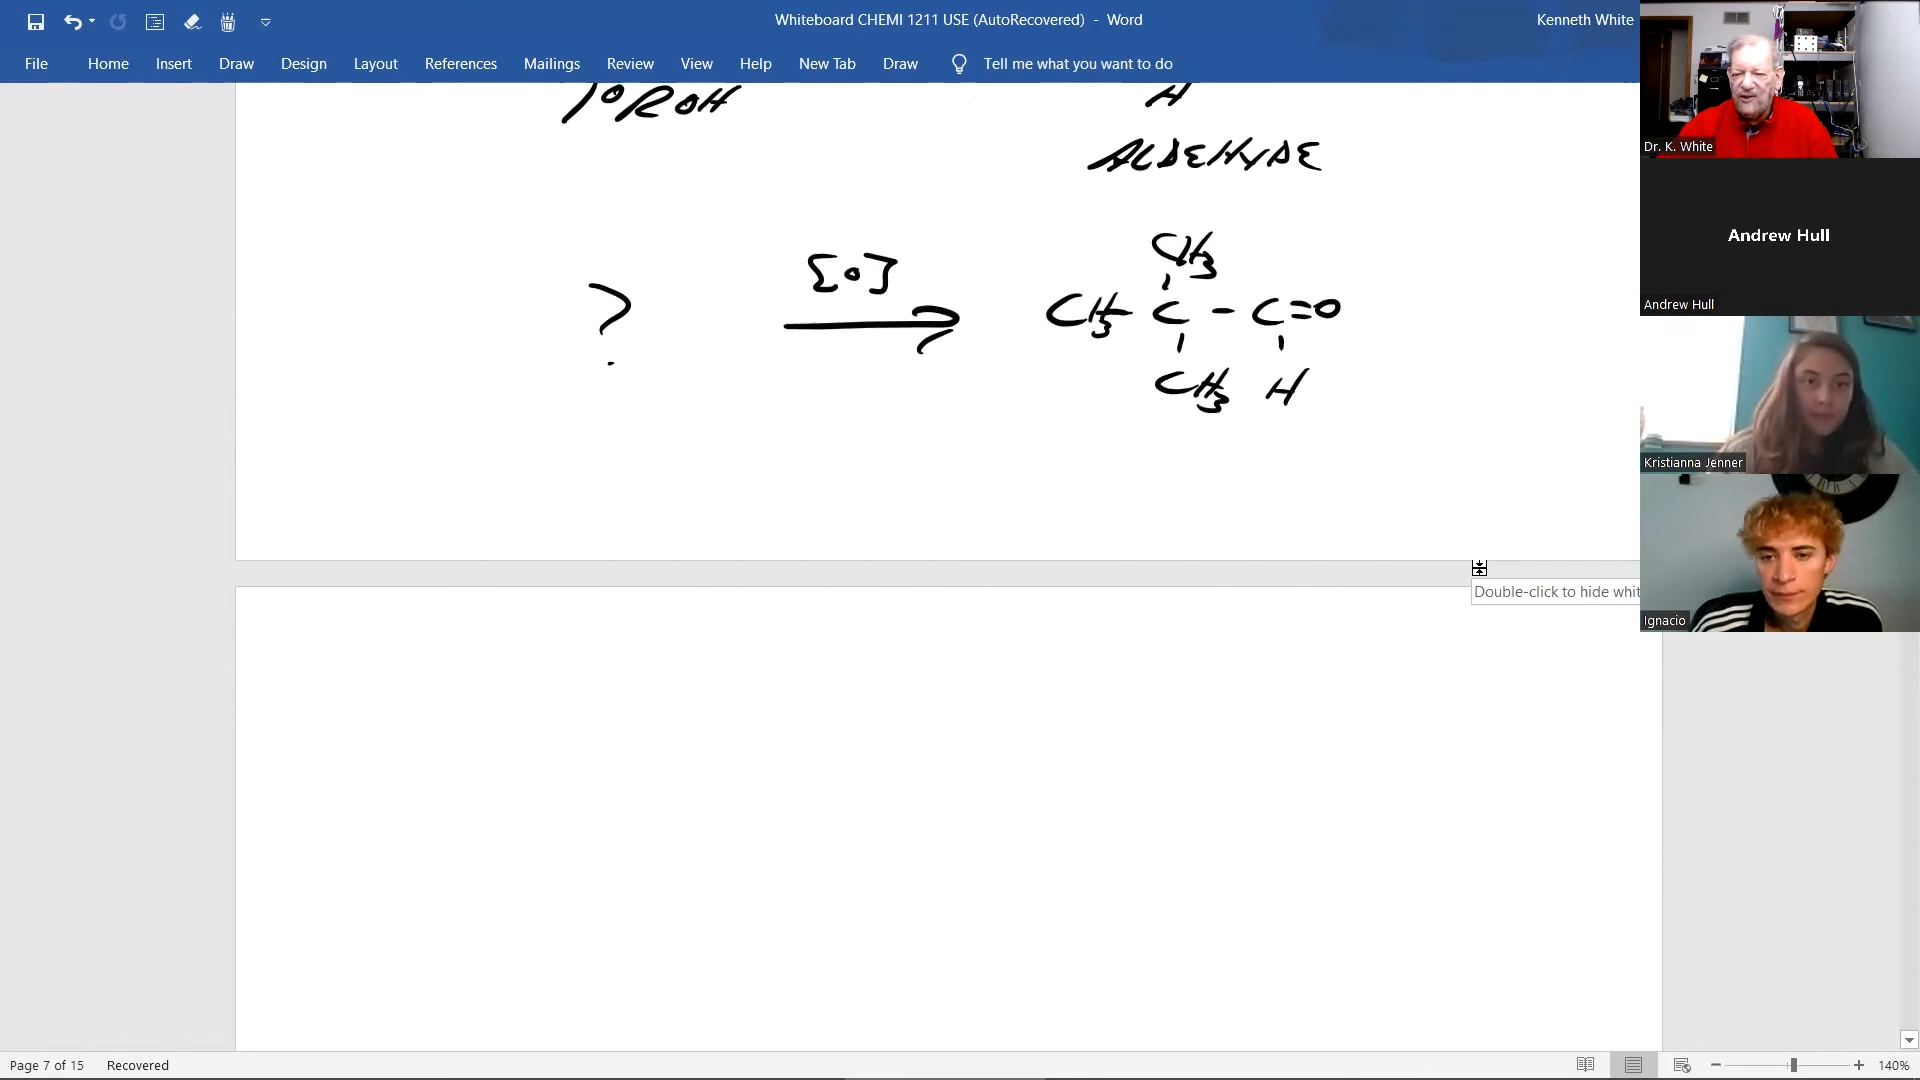 Whiteboard CHEMI 1211 USE (AutoRecovered) - Word
Kenneth White
File Home Insert Draw Design Layout References Mailings Review View Help New Tab Draw Tell me what you want to do
1° ROH
H
ALDEHYDE
CH3
? [O] CH3 - C - C=O
CH3 H
Double-click to hide whit
Dr. K. White
Andrew Hull
Andrew Hull
Kristianna Jenner
Ignacio
Page 7 of 15 Recovered
140%